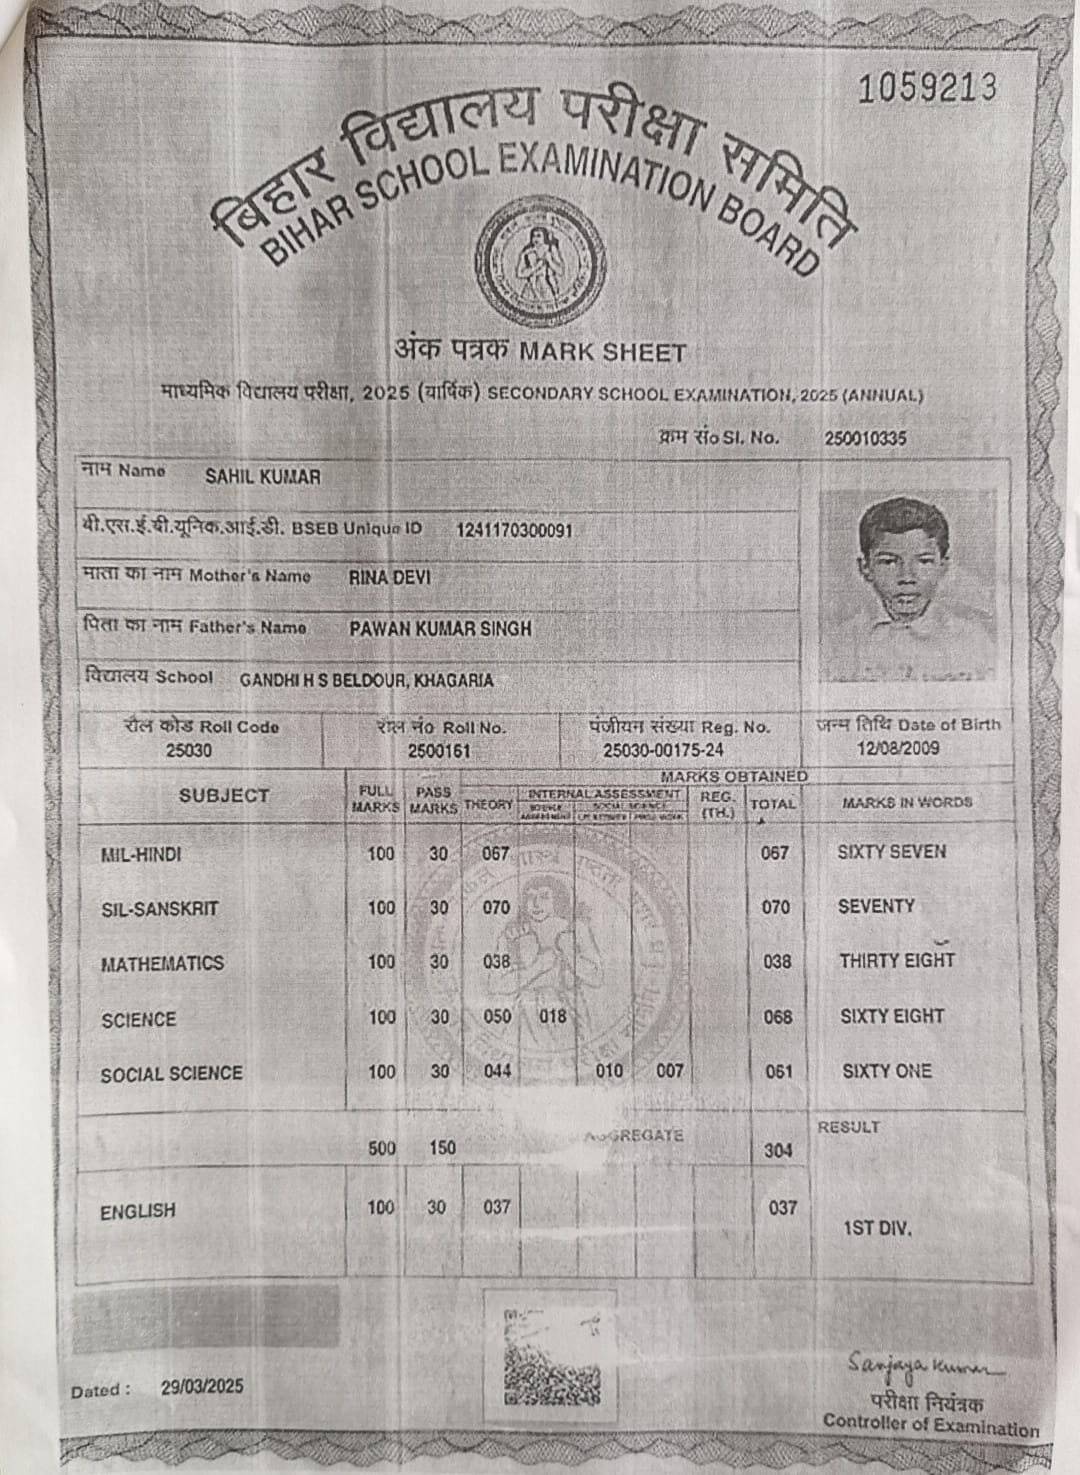 1059213
बिहार विद्यालय परीक्षा समिति
BIHAR SCHOOL EXAMINATION BOARD
अंक पत्रक MARK SHEET
माध्यमिक विद्यालय परीक्षा, 2025 (वार्षिक) SECONDARY SCHOOL EXAMINATION, 2025 (ANNUAL)
क्रम सं० Sl. No. 250010335
नाम Name SAHIL KUMAR
बी.एस.ई.बी.यूनिक.आई.डी. BSEB Unique ID 1241170300091
माता का नाम Mother's Name RINA DEVI
पिता का नाम Father's Name PAWAN KUMAR SINGH
विद्यालय School GANDHI H S BELDOUR, KHAGARIA
रौल कोड Roll Code रौल नं० Roll No. पंजीयन संख्या Reg. No. जन्म तिथि Date of Birth
25030 2500161 25030-00175-24 12/08/2009
MARKS OBTAINED
SUBJECT FULL MARKS PASS MARKS THEORY INTERNAL ASSESSMENT REG. (TH.) TOTAL MARKS IN WORDS
SCIENCE SOCIAL SCIENCE
MIL-HINDI 100 30 067 067 SIXTY SEVEN
SIL-SANSKRIT 100 30 070 070 SEVENTY
MATHEMATICS 100 30 038 038 THIRTY EIGHT
SCIENCE 100 30 050 018 068 SIXTY EIGHT
SOCIAL SCIENCE 100 30 044 010 007 061 SIXTY ONE
RESULT
500 150 AGGREGATE 304
ENGLISH 100 30 037 037
1ST DIV.
Sanjaya Kumar
Dated : 29/03/2025
परीक्षा नियंत्रक
Controller of Examination